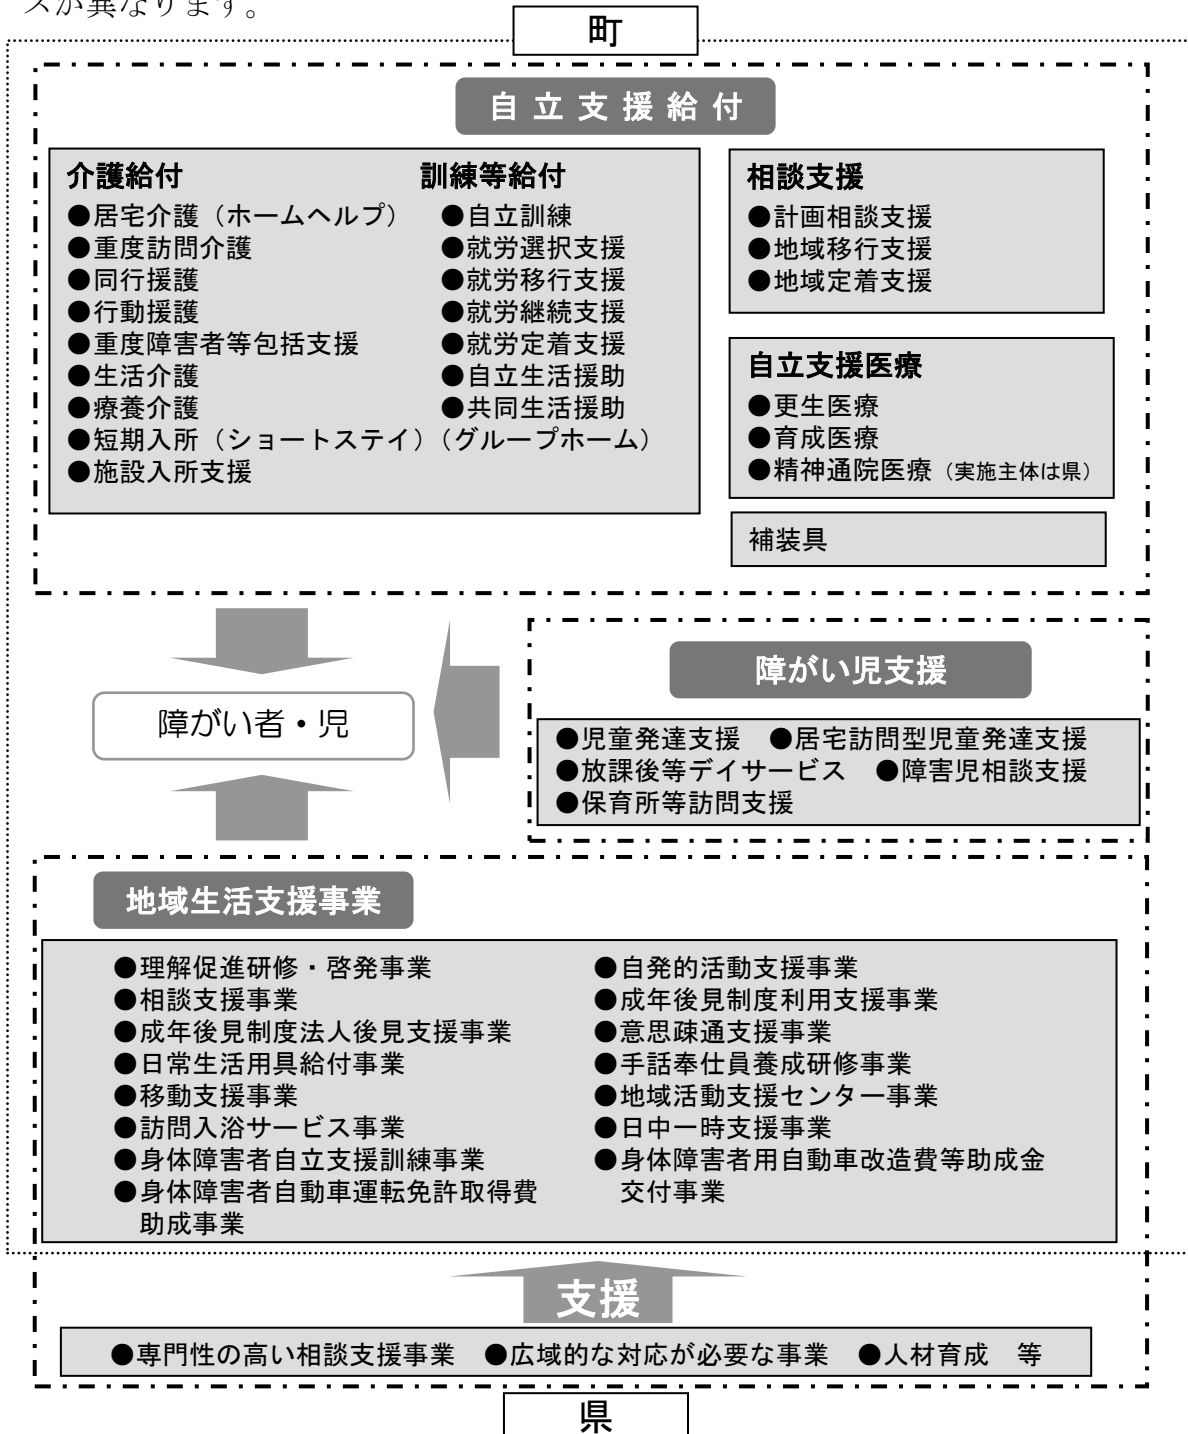 スが異なります。
町
自立支援給付
介護給付
●居宅介護（ホームヘルプ）
●重度訪問介護
●同行援護
●行動援護
●重度障害者等包括支援
●生活介護
●療養介護
●短期入所（ショートステイ）
●施設入所支援
訓練等給付
●自立訓練
●就労選択支援
●就労移行支援
●就労継続支援
●就労定着支援
●自立生活援助
●共同生活援助
（グループホーム）
相談支援
●計画相談支援
●地域移行支援
●地域定着支援
自立支援医療
●更生医療
●育成医療
●精神通院医療（実施主体は県）
補装具
障がい者・児
障がい児支援
●児童発達支援　●居宅訪問型児童発達支援
●放課後等デイサービス　●障害児相談支援
●保育所等訪問支援
地域生活支援事業
●理解促進研修・啓発事業
●相談支援事業
●成年後見制度法人後見支援事業
●日常生活用具給付事業
●移動支援事業
●訪問入浴サービス事業
●身体障害者自立支援訓練事業
●身体障害者自動車運転免許取得費
助成事業
●自発的活動支援事業
●成年後見制度利用支援事業
●意思疎通支援事業
●手話奉仕員養成研修事業
●地域活動支援センター事業
●日中一時支援事業
●身体障害者用自動車改造費等助成金
交付事業
支援
●専門性の高い相談支援事業　●広域的な対応が必要な事業　●人材育成　等
県